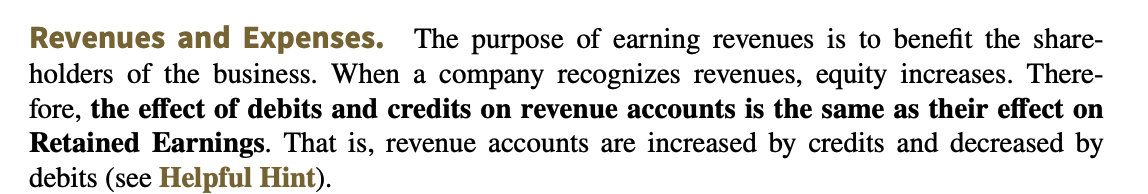 Revenues and Expenses. The purpose of earning revenues is to benefit the share-
holders of the business. When a company recognizes revenues, equity increases. There-
fore, the effect of debits and credits on revenue accounts is the same as their effect on
Retained Earnings. That is, revenue accounts are increased by credits and decreased by
debits (see Helpful Hint).